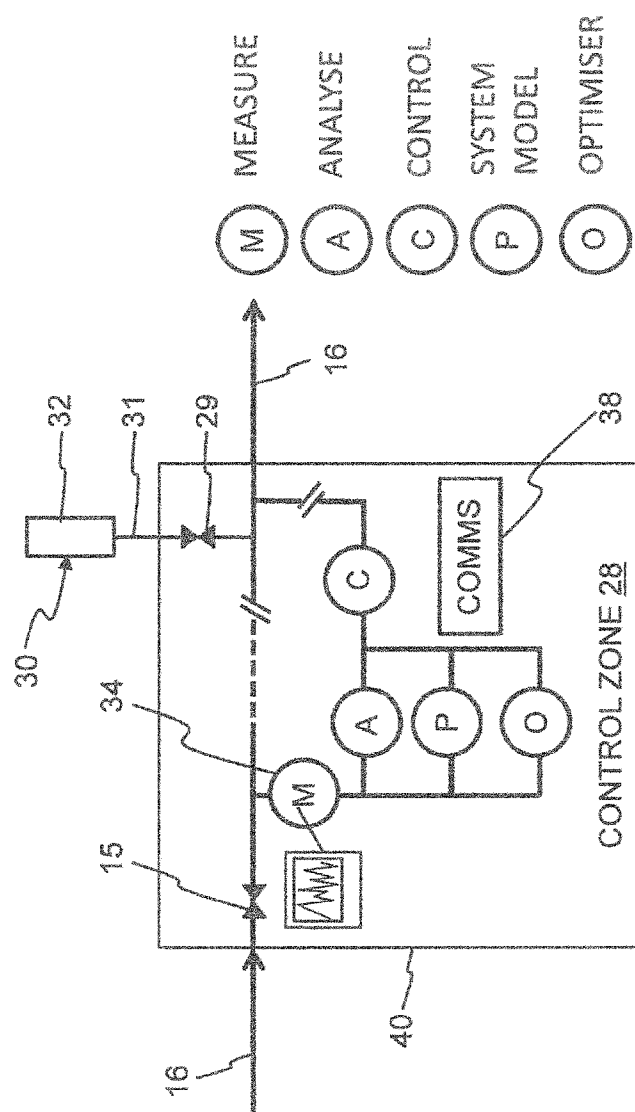 30
32
31
29
34
15
16
16
M
A
P
O
C
COMMS
38
CONTROL ZONE 28
40
M MEASURE
A ANALYSE
C CONTROL
P SYSTEM
MODEL
O OPTIMISER